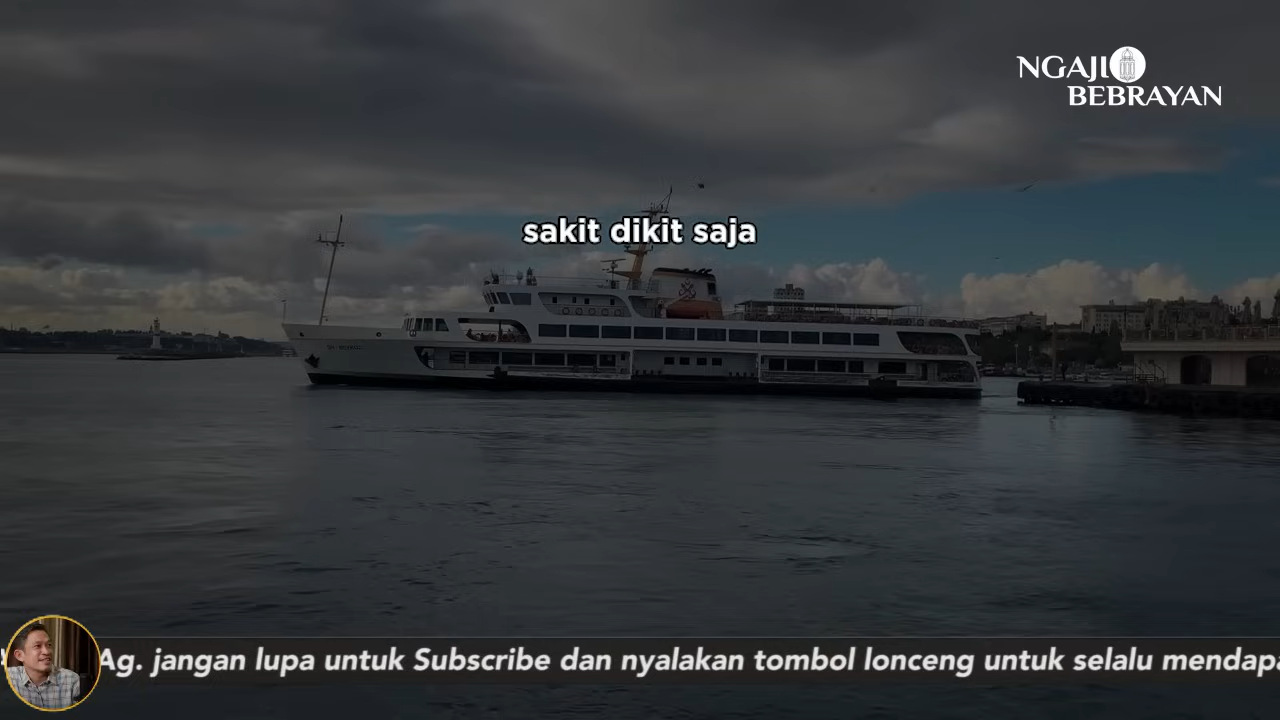 NGAJI
BEBRAYAN
sakit dikit saja
Ag. jangan lupa untuk Subscribe dan nyalakan tombol lonceng untuk selalu mendapa